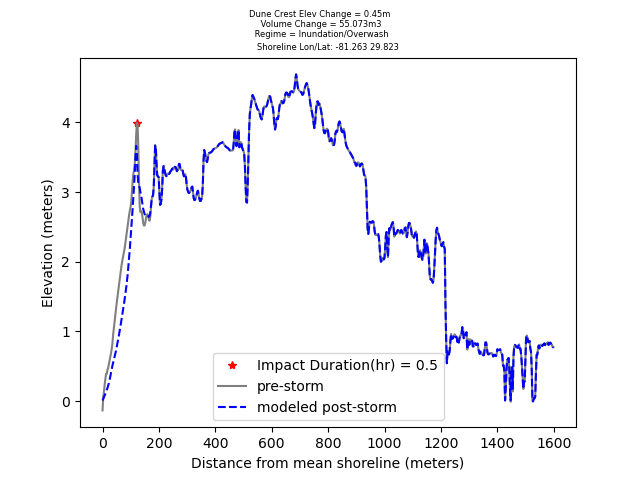 Dune Crest Elev Change = 0.45m
Volume Change = 55.073m3
Regime = Inundation/Overwash
Shoreline Lon/Lat: -81.263 29.823
4
3
2
1
0
Elevation (meters)
Impact Duration(hr) = 0.5
pre-storm
modeled post-storm
0 200 400 600 800 1000 1200 1400 1600
Distance from mean shoreline (meters)